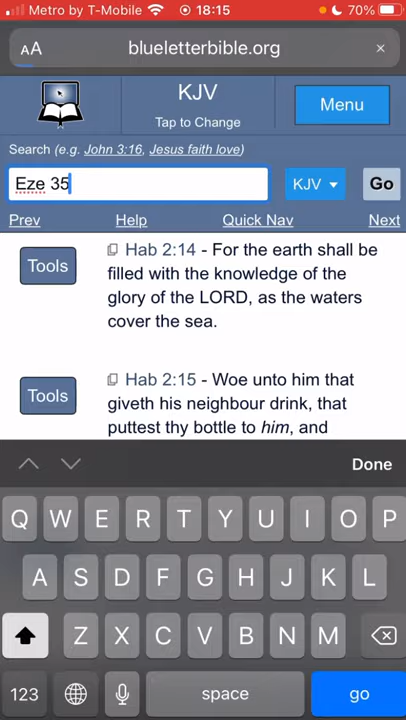 Metro by T-Mobile 18:15 70%
AA blueletterbible.org ×
KJV
Tap to Change
Menu
Search (e.g. John 3:16, Jesus faith love)
Eze 35 KJV Go
Prev Help Quick Nav Next
Tools
Hab 2:14 - For the earth shall be
filled with the knowledge of the
glory of the LORD, as the waters
cover the sea.
Tools
Hab 2:15 - Woe unto him that
giveth his neighbour drink, that
puttest thy bottle to him, and
Done
Q W E R T Y U I O P
A S D F G H J K L
Z X C V B N M
123 space go